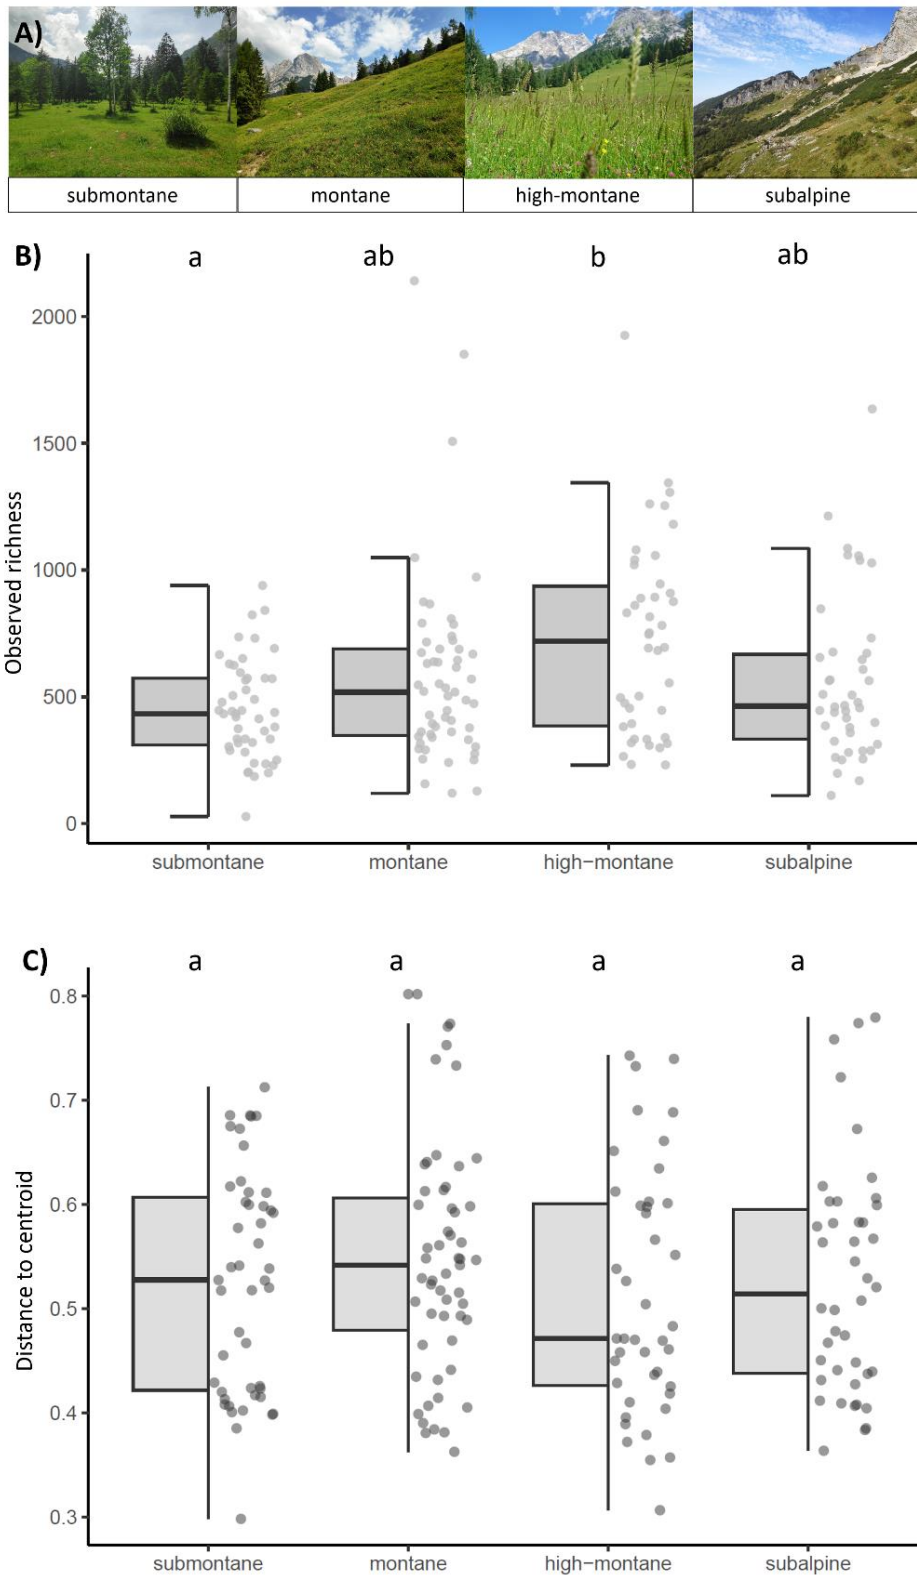 A)
submontane montane high-montane subalpine
B)
a ab b ab
Observed richness
2000
1500
1000
500
0
submontane montane high−montane subalpine
C)
a a a a
Distance to centroid
0.8
0.7
0.6
0.5
0.4
0.3
submontane montane high−montane subalpine